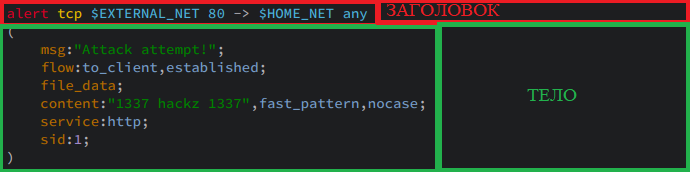 alert tcp $EXTERNAL_NET 80 -> $HOME_NET any ЗАГОЛОВОК
(
msg:"Attack attempt!";
flow:to_client,established;
file_data;
content:"1337 hackz 1337",fast_pattern,nocase;
service:http;
sid:1;
)
ТЕЛО